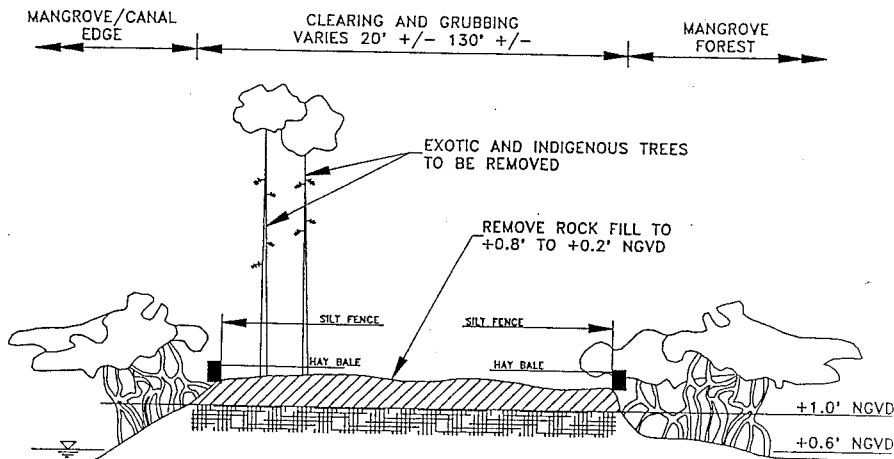 MANGROVE/CANAL
EDGE
CLEARING AND GRUBBING
VARIES 20' +/- 130' +/-
MANGROVE
FOREST
EXOTIC AND INDIGENOUS TREES
TO BE REMOVED
REMOVE ROCK FILL TO
+0.8' TO +0.2' NGVD
SILT FENCE
SILT FENCE
HAY BALE
HAY BALE
+1.0' NGVD
+0.6' NGVD